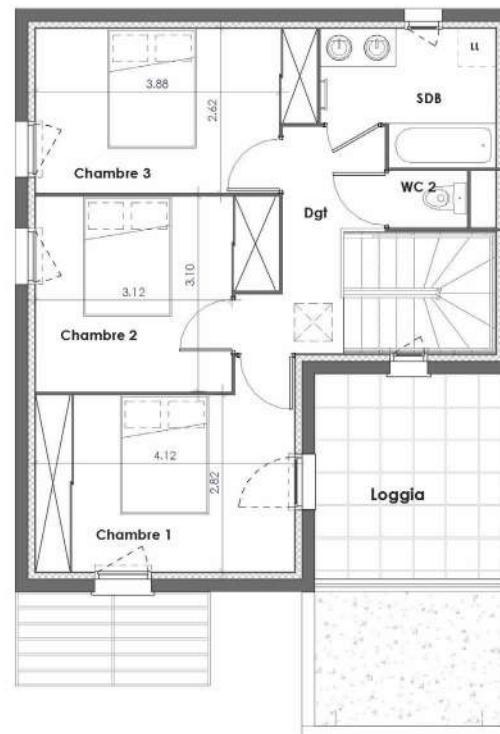 LL
3.88
SDB
2.62
Chambre 3
WC 2
Dgt
3.10
3.12
Chambre 2
4.12
2.82
Loggia
Chambre 1